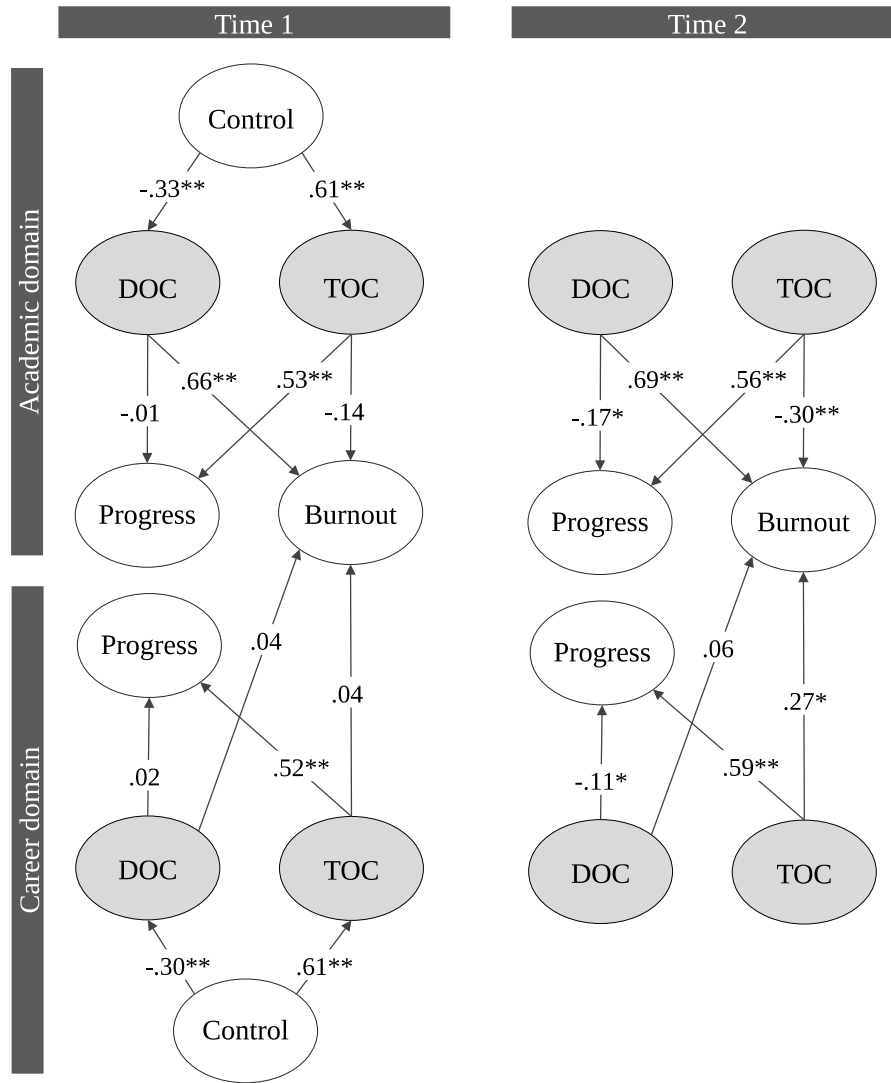 Time 1
Time 2
Academic domain
Control
-.33**
.61**
DOC
TOC
DOC
TOC
.66**
.53**
.69**
.56**
-.01
-.14
-.17*
-.30**
Progress
Burnout
Progress
Burnout
Career domain
Progress
.04
Progress
.06
.04
.27*
.02
.52**
-.11*
.59**
DOC
TOC
DOC
TOC
-.30**
.61**
Control